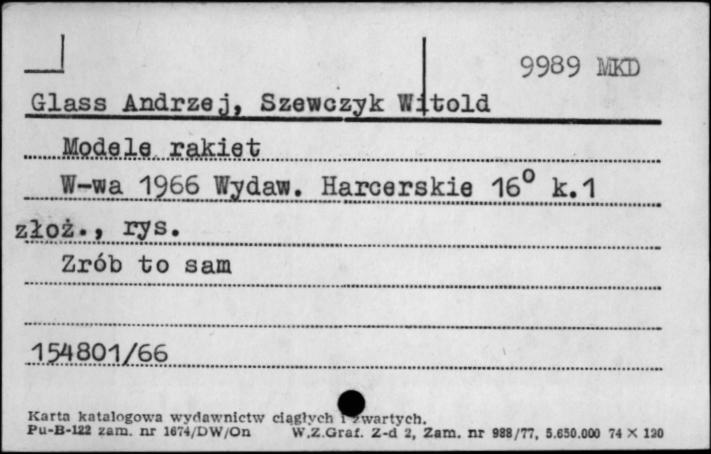 9989 MKD
Glass Andrzej, Szewczyk Witold
Modele rakiet
W-wa 1966 Wydaw. Harcerskie 16° k.1
złoż., rys.
Zrób to sam
154801/66
Karta katalogowa wydawnictw ciągłych i zwartych.
Pu-B-122 zam. nr 1674/DW/On W.Z.Graf. Z-d 2, Zam. nr 988/77, 5.650.000 74 × 120